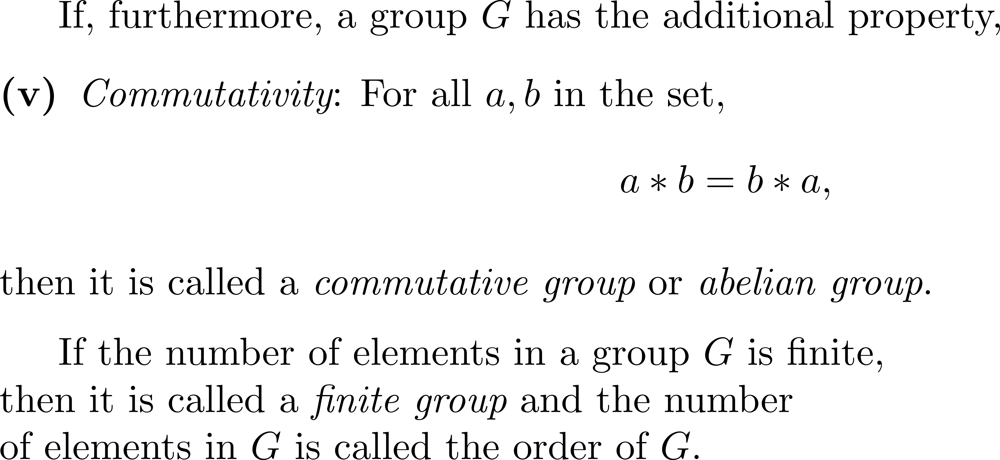 If, furthermore, a group G has the additional property,
(v) Commutativity: For all a, b in the set,
a ∗ b = b ∗ a,
then it is called a commutative group or abelian group.
If the number of elements in a group G is finite,
then it is called a finite group and the number
of elements in G is called the order of G.